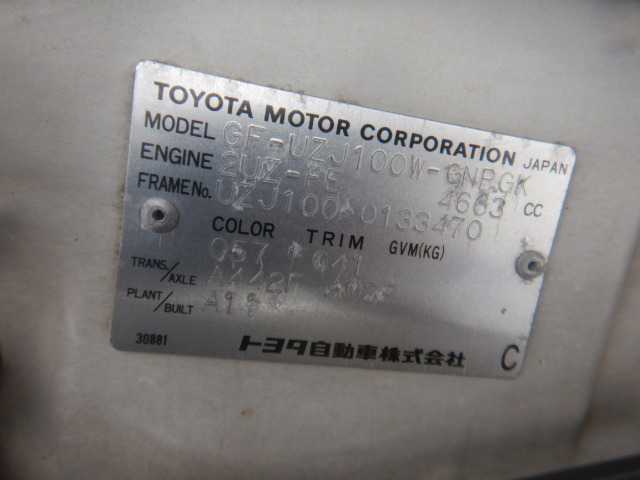 TOYOTA MOTOR CORPORATION JAPAN
MODEL GF-UZJ100W-GNPGK
ENGINE 2UZ-FE 4663 CC
FRAME No. UZJ100-0133470
COLOR TRIM GVM(KG)
057
TRANS/AXLE A442F
PLANT/BUILT
30881 トヨタ自動車株式会社 C